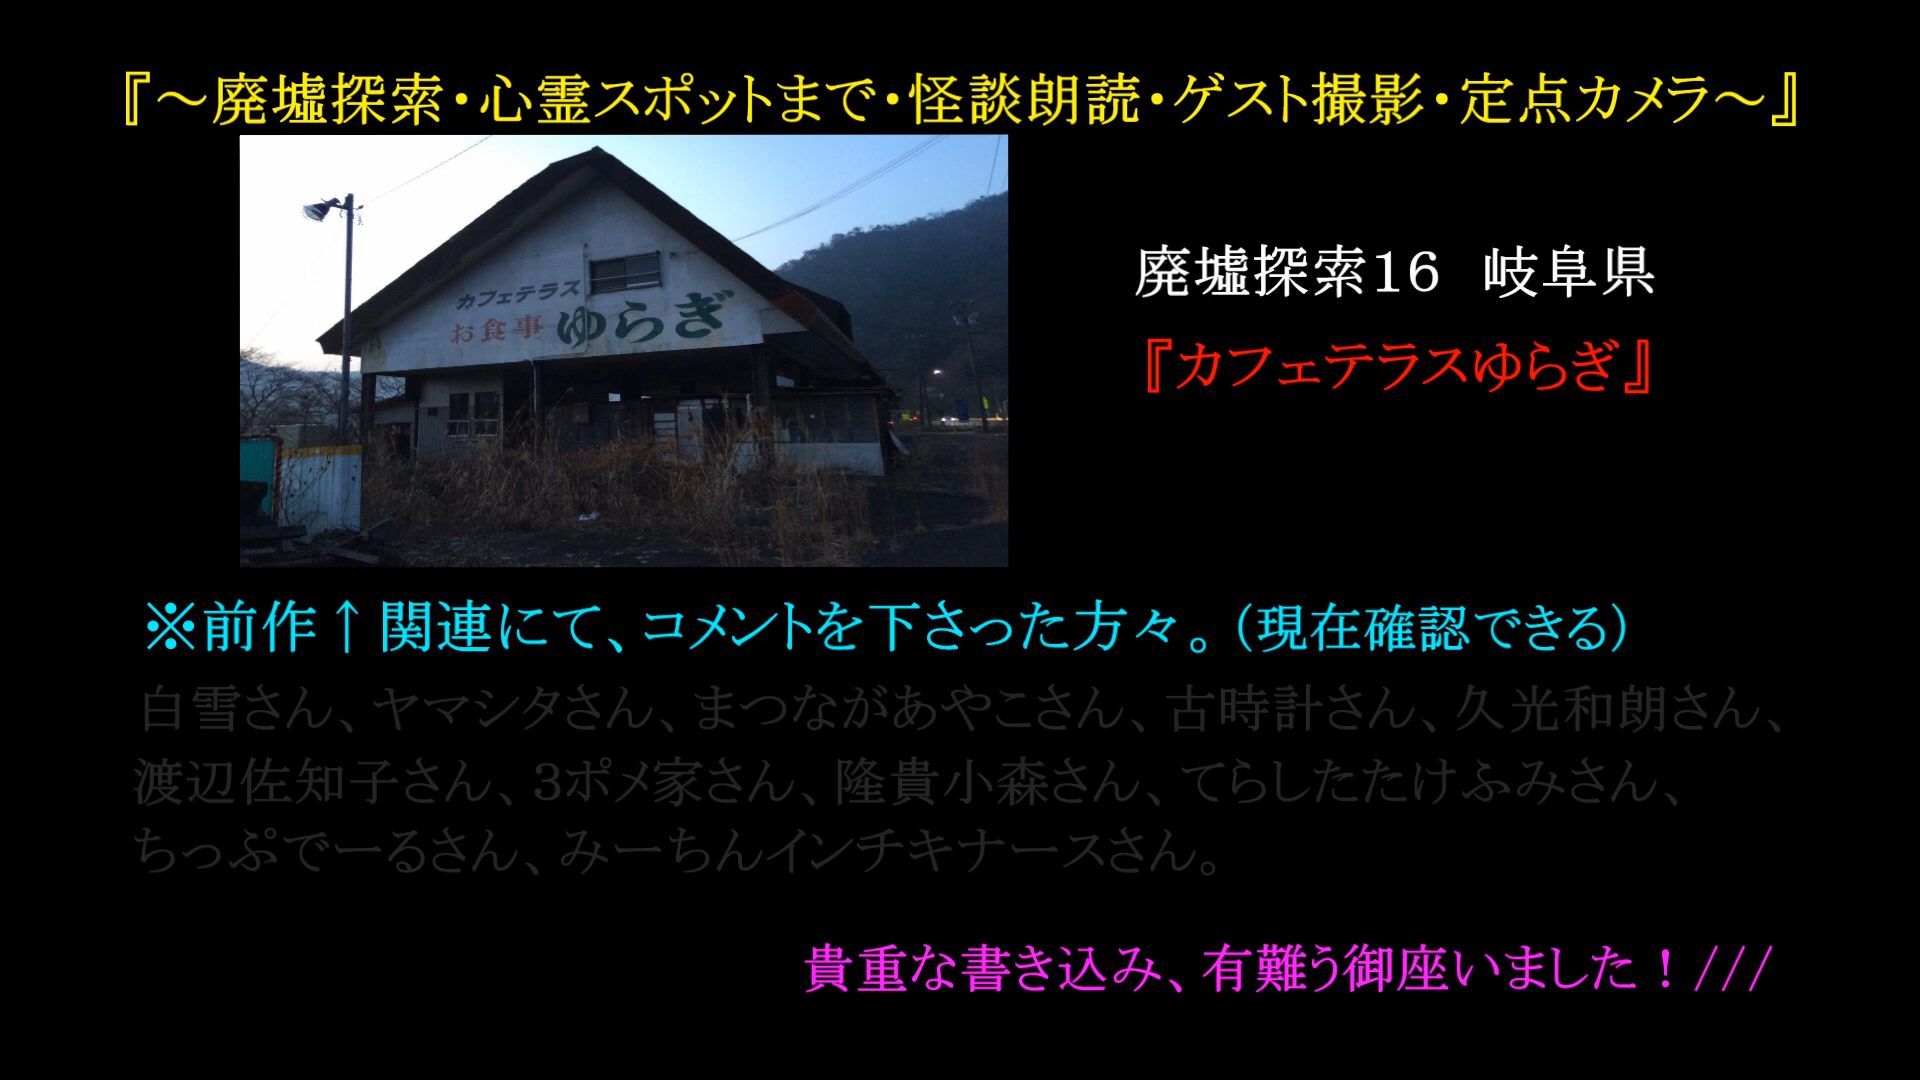 『～廃墟探索・心霊スポットまで・怪談朗読・ゲスト撮影・定点カメラ～』
カフェテラス
お食事 ゆらぎ
廃墟探索16　岐阜県
『カフェテラスゆらぎ』
※前作↑関連にて、コメントを下さった方々。（現在確認できる）
白雪さん、ヤマシタさん、まつながあやこさん、古時計さん、久光和朗さん、
渡辺佐知子さん、3ポメ家さん、隆貴小森さん、てらしたたけふみさん、
ちっぷでーるさん、みーちんインチキナースさん。
貴重な書き込み、有難う御座いました！///